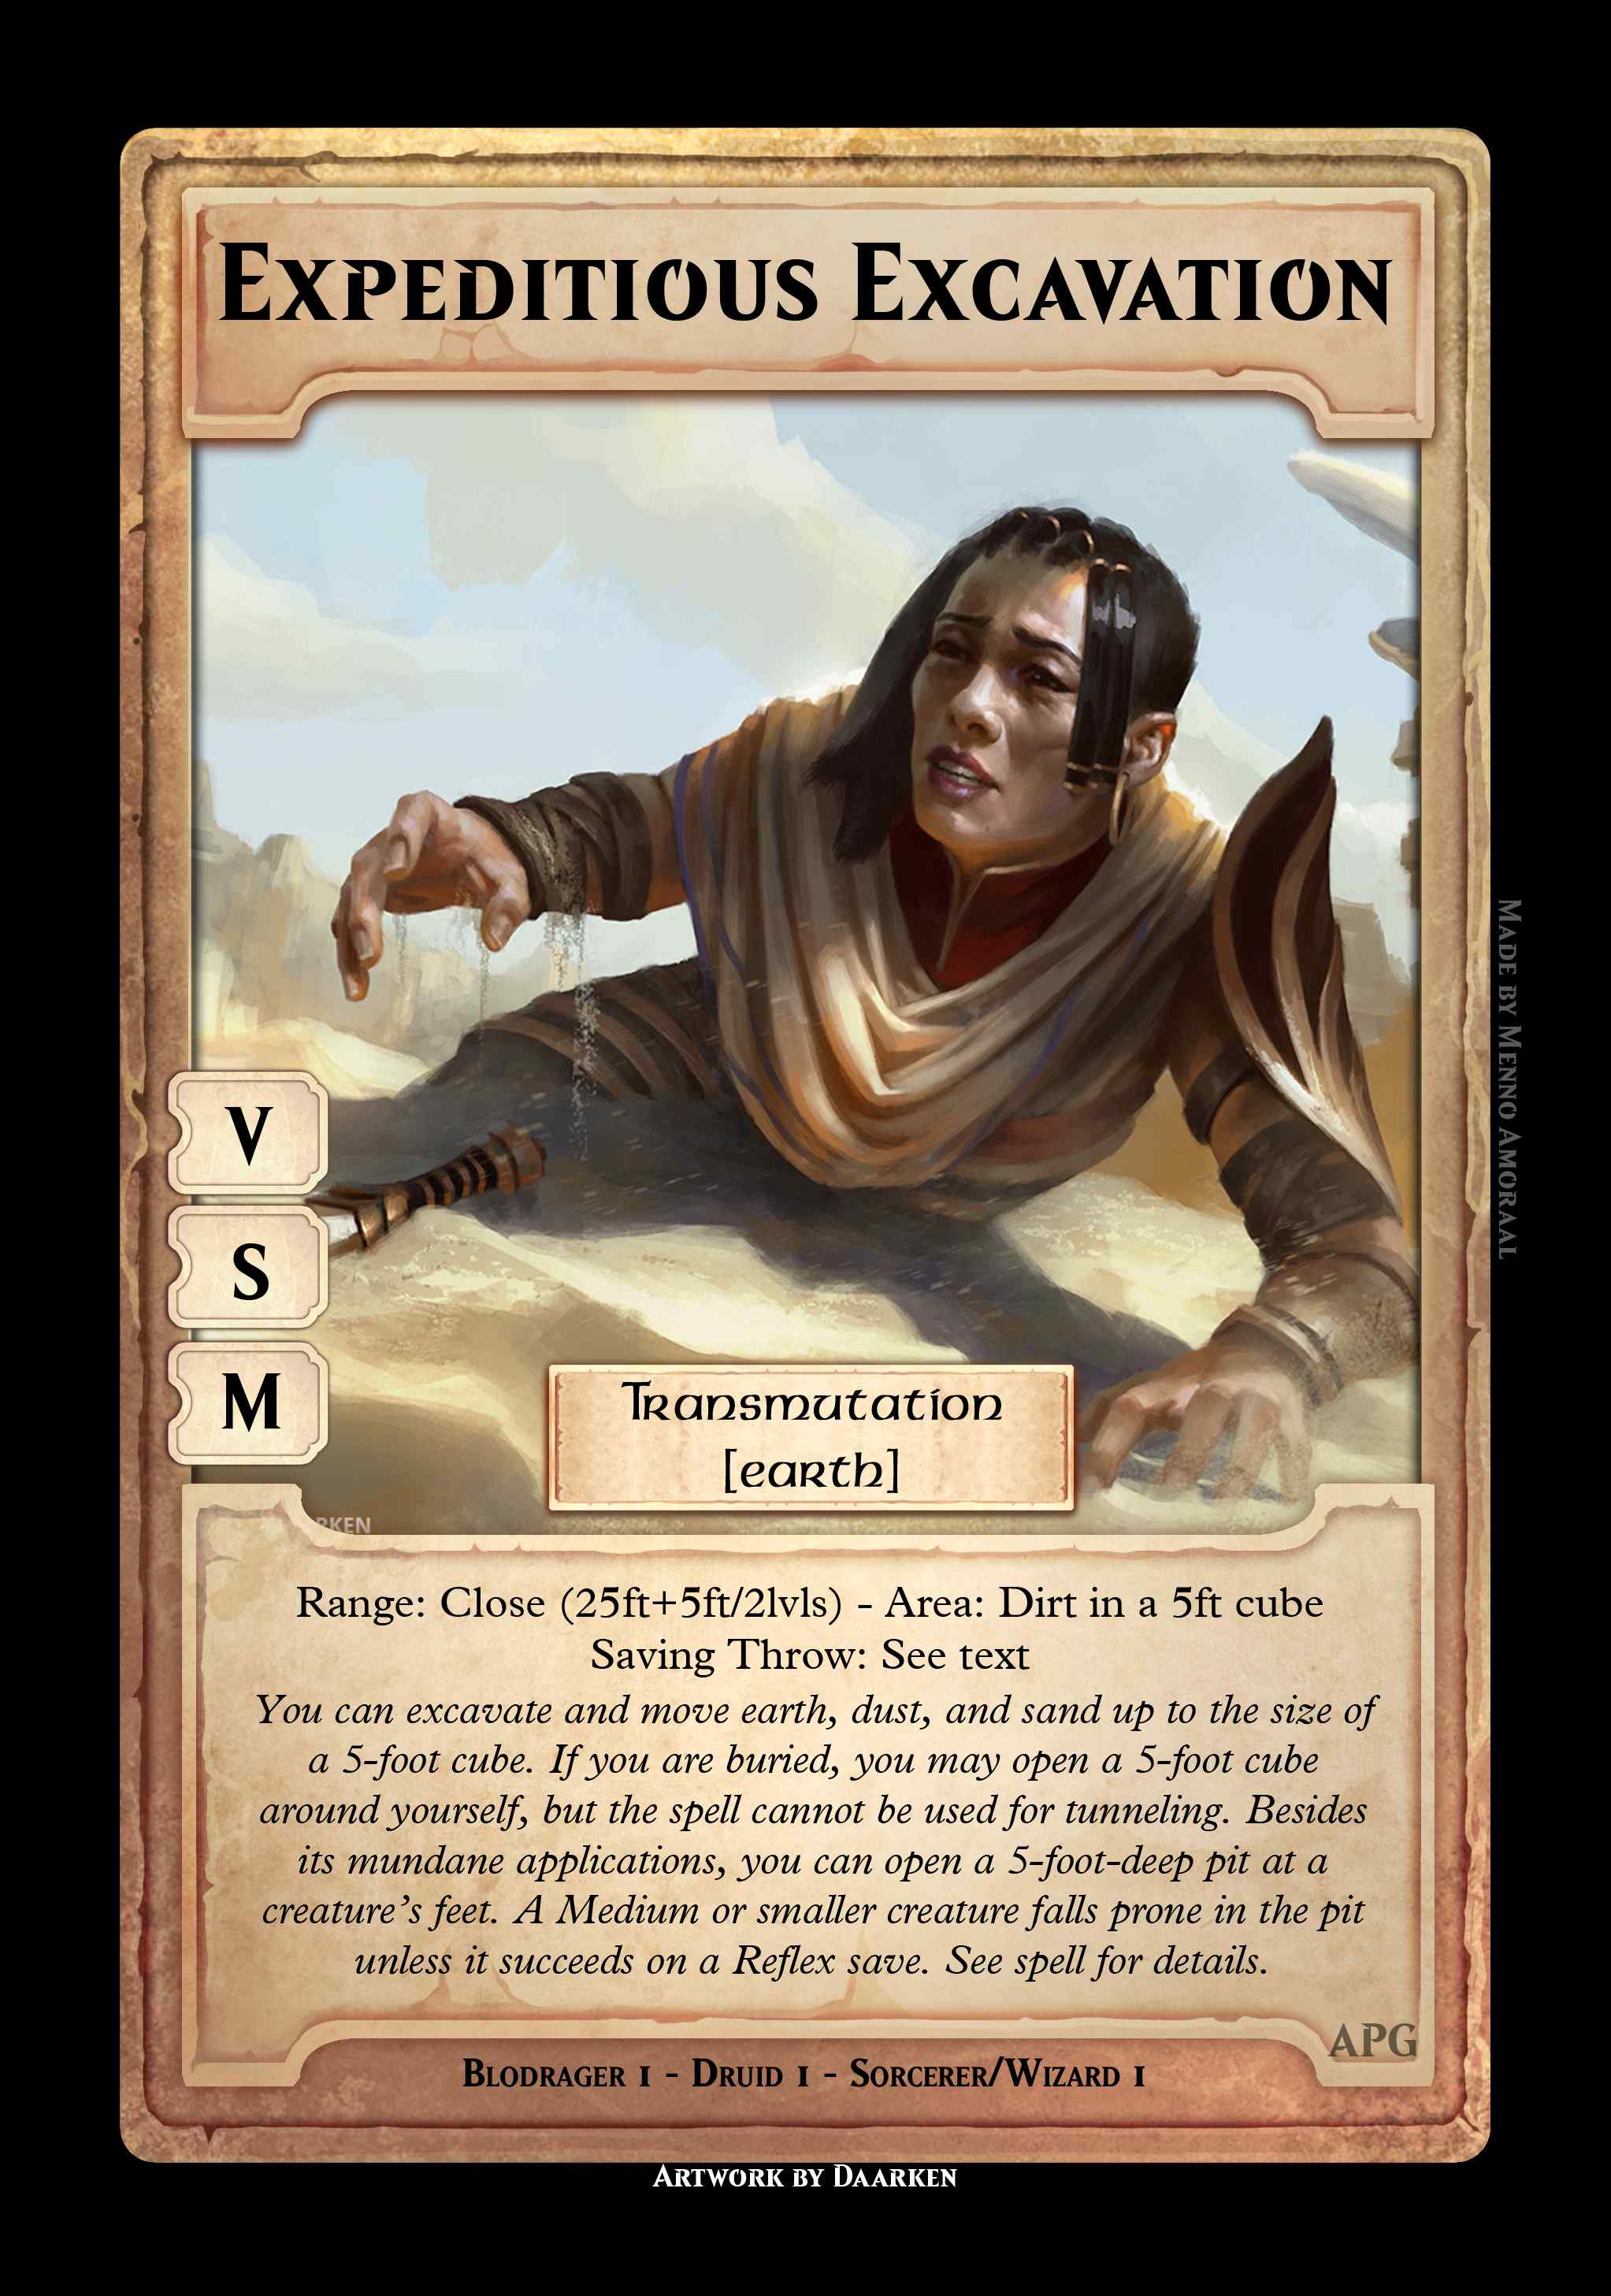 Expeditious Excavation
V
S
M
Transmutation
[earth]
RKEN
Range: Close (25ft+5ft/2lvls) - Area: Dirt in a 5ft cube
Saving Throw: See text
You can excavate and move earth, dust, and sand up to the size of
a 5-foot cube. If you are buried, you may open a 5-foot cube
around yourself, but the spell cannot be used for tunneling. Besides
its mundane applications, you can open a 5-foot-deep pit at a
creature's feet. A Medium or smaller creature falls prone in the pit
unless it succeeds on a Reflex save. See spell for details.
APG
Blodrager 1 - Druid 1 - Sorcerer/Wizard 1
Artwork by Daarken
Made by Menno Amoraal